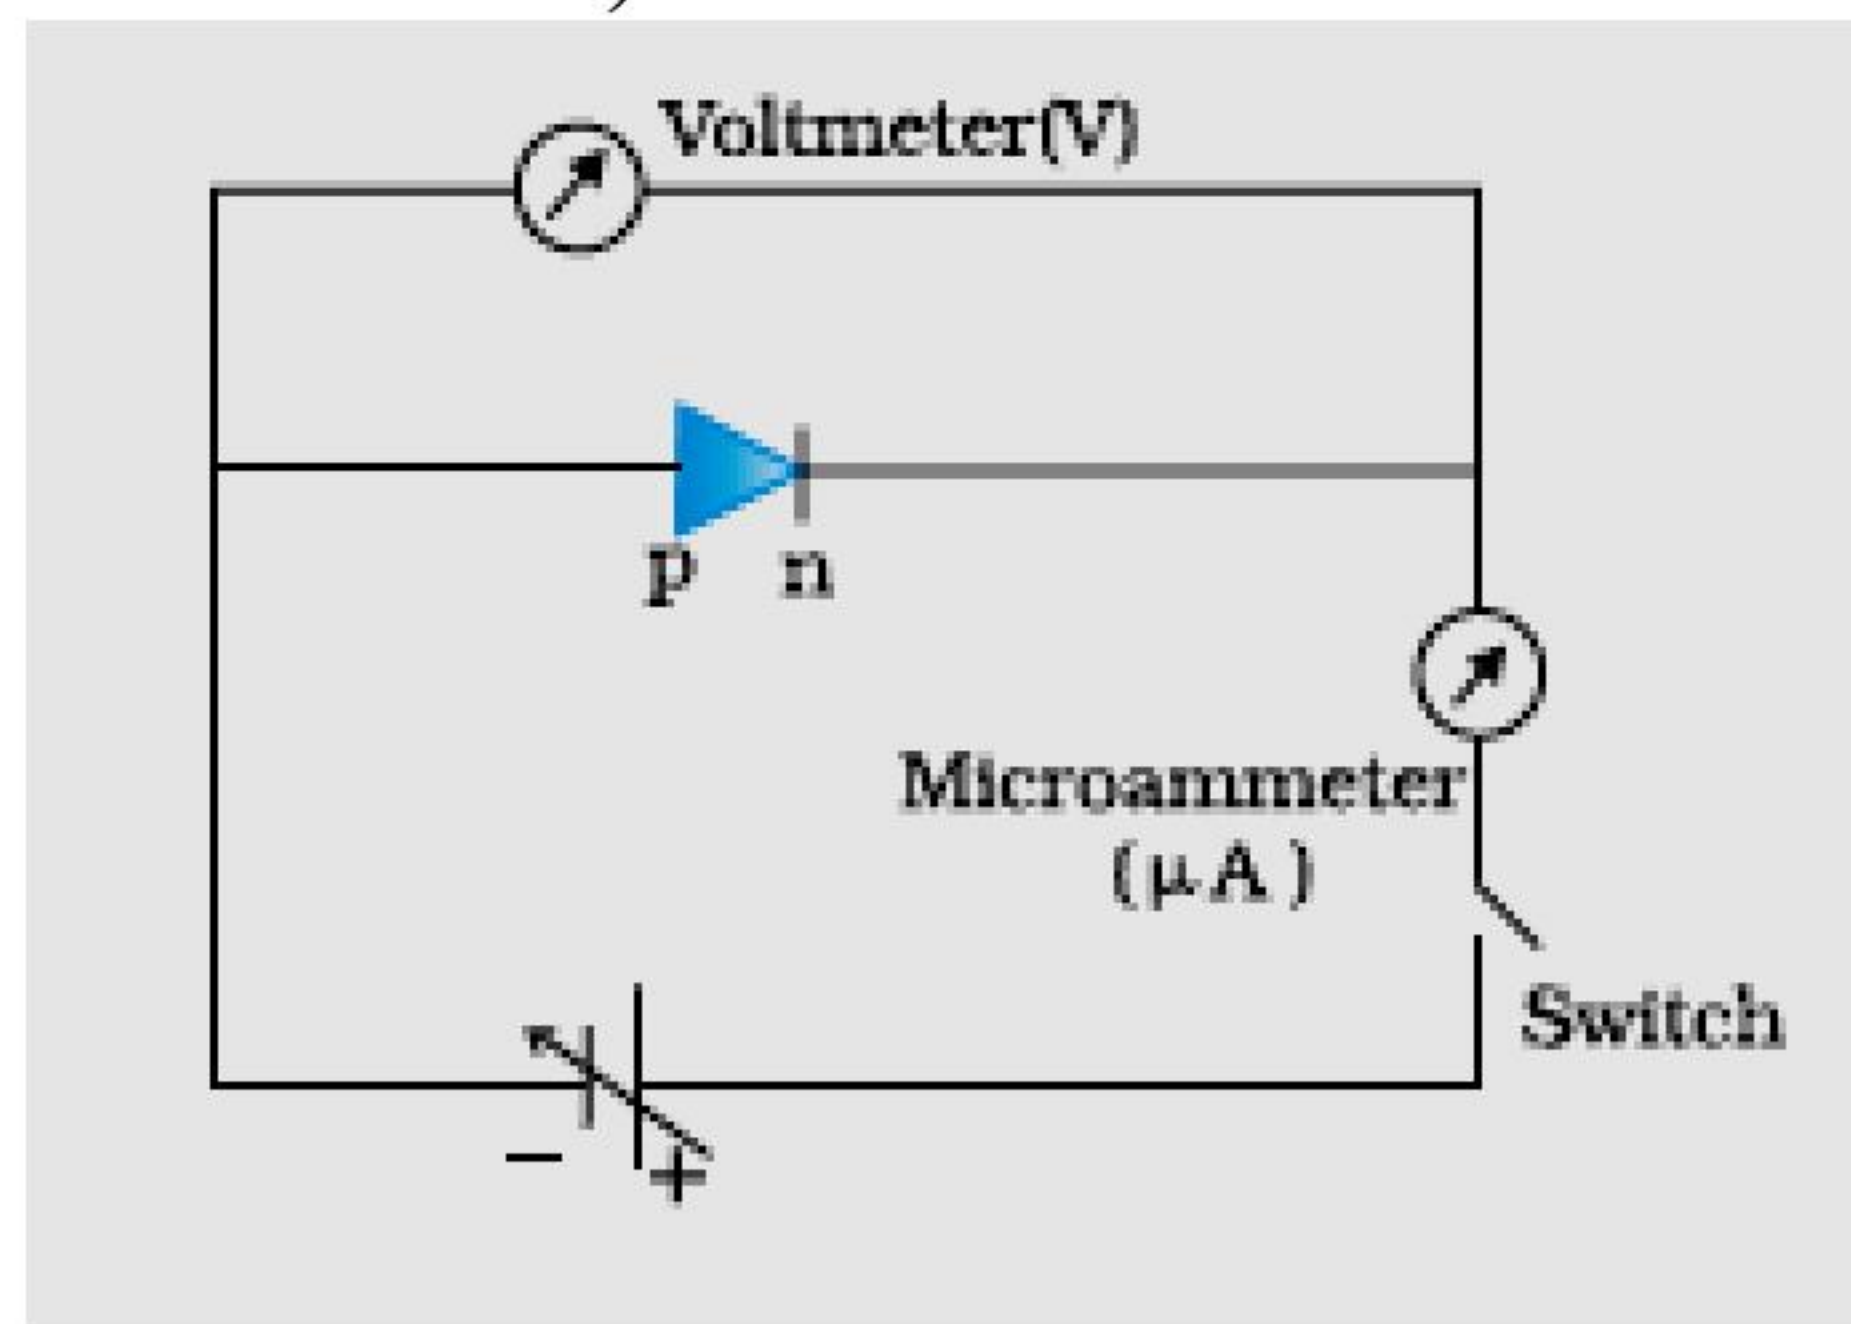 Voltmeter(V)
p n
Microammeter
(μA)
Switch
− +